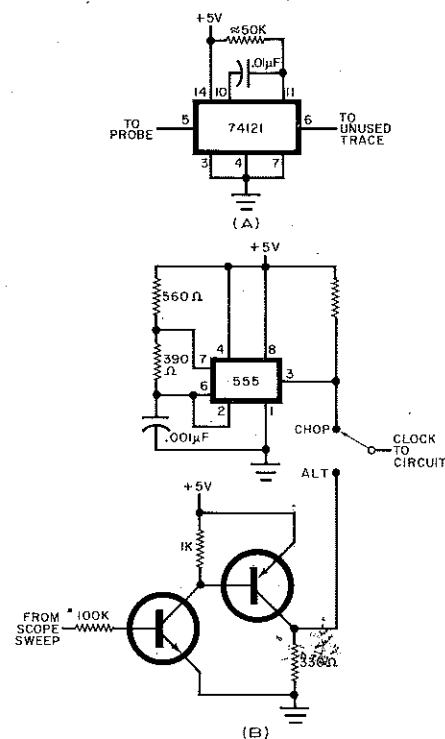 +5V
≈50K
.01µF
14 10 11
TO PROBE 5 74121 6 TO UNUSED TRACE
3 4 7
(A)
+5V
560Ω
4 8
7
390Ω
6 555 3
2 1
.001µF
CHOP
CLOCK TO CIRCUIT
ALT
+5V
1K
FROM SCOPE SWEEP 100K
330Ω
(B)